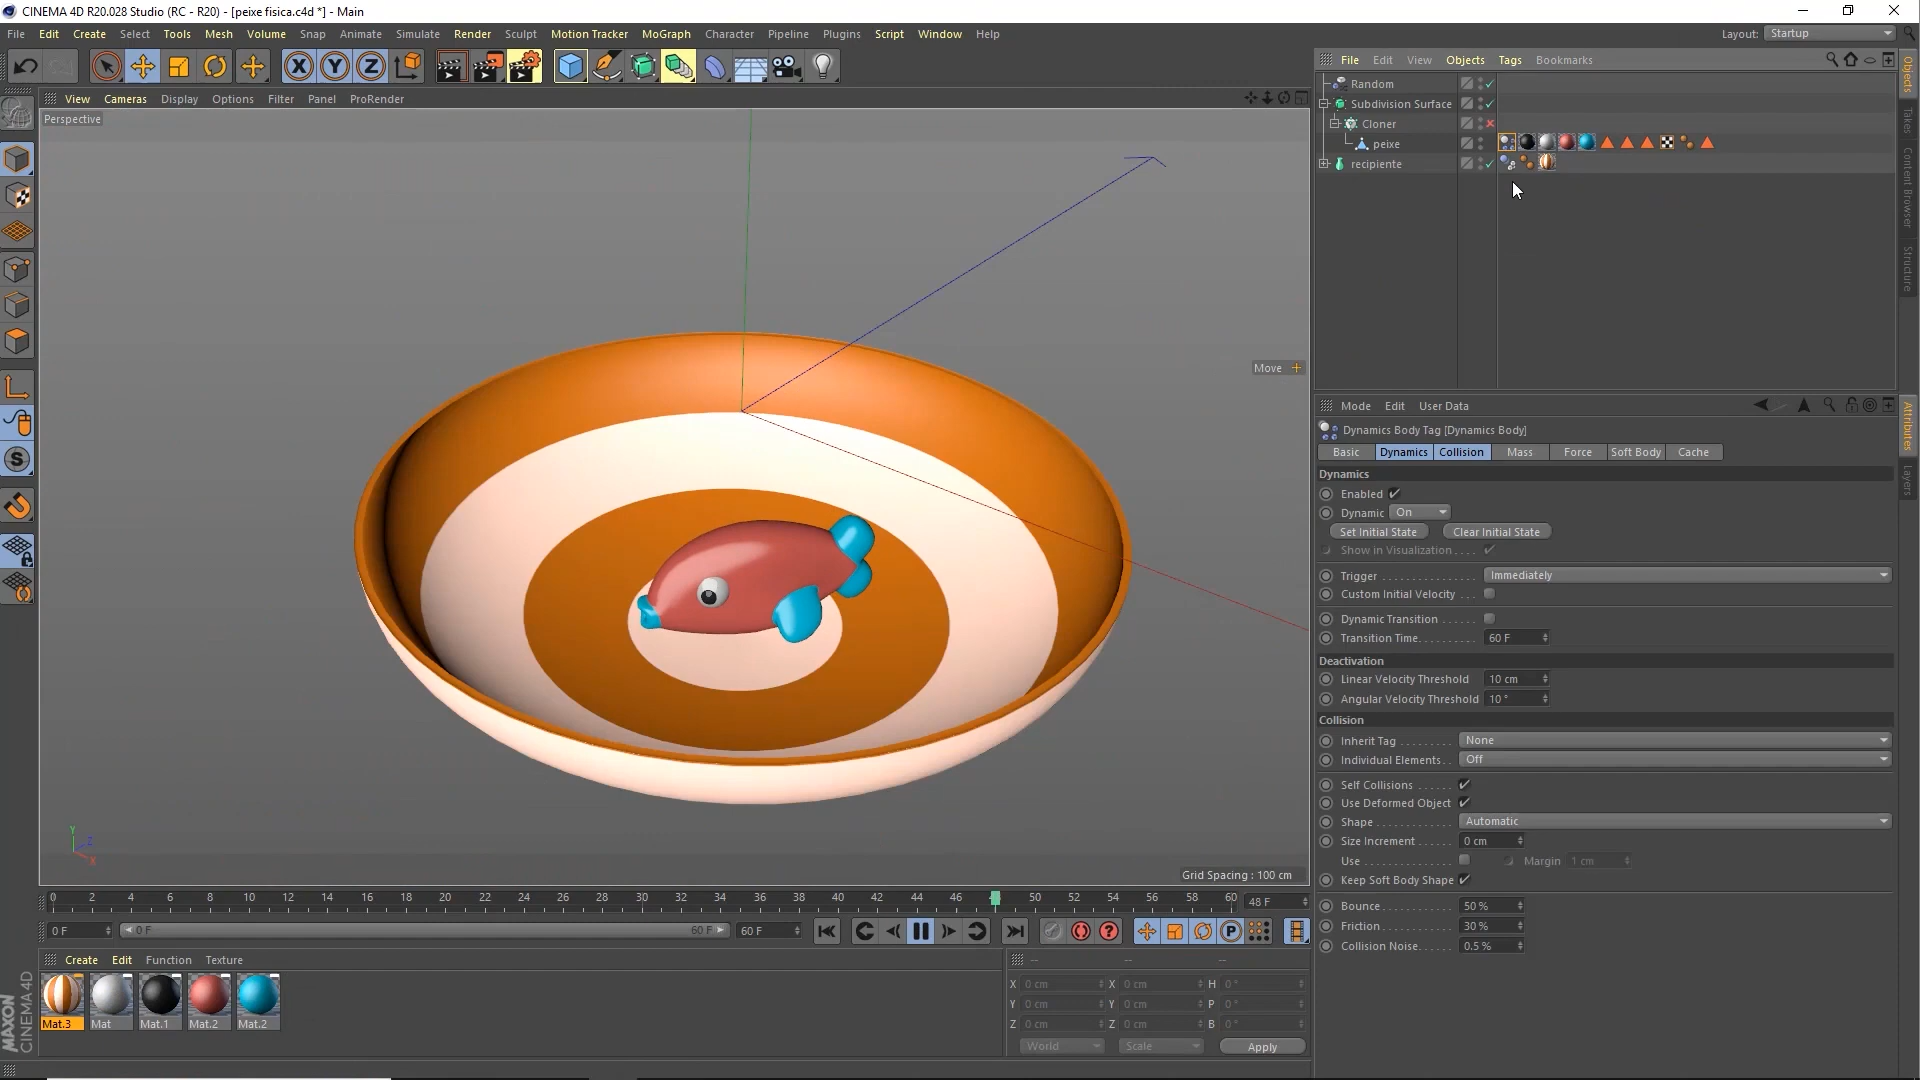 CINEMA 4D R20.028 Studio (RC - R20) - [peixe fisica.c4d *] - Main
File Edit Create Select Tools Mesh Volume Snap Animate Simulate Render Sculpt Motion Tracker MoGraph Character Pipeline Plugins Script Window Help Layout: Startup
View Cameras Display Options Filter Panel ProRender
Perspective
Move
Grid Spacing : 100 cm
Y
Z
X
File Edit View Objects Tags Bookmarks
Random
Subdivision Surface
Cloner
peixe
recipiente
Objects
Takes
Content Browser
Structure
Mode Edit User Data
Dynamics Body Tag [Dynamics Body]
Basic Dynamics Collision Mass Force Soft Body Cache
Dynamics
Enabled
Dynamic On
Set Initial State Clear Initial State
Show in Visualization . . . .
Trigger . . . . . . . . . . . . . . . Immediately
Custom Initial Velocity . . .
Dynamic Transition . . . . .
Transition Time. . . . . . . . . 60 F
Deactivation
Linear Velocity Threshold 10 cm
Angular Velocity Threshold 10 °
Collision
Inherit Tag . . . . . . . . . None
Individual Elements. . Off
Self Collisions . . . . . .
Use Deformed Object
Shape . . . . . . . . . . . . . Automatic
Size Increment . . . . . . 0 cm
Use . . . . . . . . . . . . . . . Margin 1 cm
Keep Soft Body Shape
Bounce. . . . . . . . . . . . 50 %
Friction. . . . . . . . . . . . 30 %
Collision Noise. . . . . . 0.5 %
Attributes
Layers
0 2 4 6 8 10 12 14 16 18 20 22 24 26 28 30 32 34 36 38 40 42 44 46 50 52 54 56 58 60 48 F
0 F 0 F 60 F 60 F
Create Edit Function Texture
Mat.3 Mat Mat.1 Mat.2 Mat.2
-- -- --
X 0 cm X 0 cm H 0 °
Y 0 cm Y 0 cm P 0 °
Z 0 cm Z 0 cm B 0 °
World Scale Apply
MAXON
CINEMA 4D